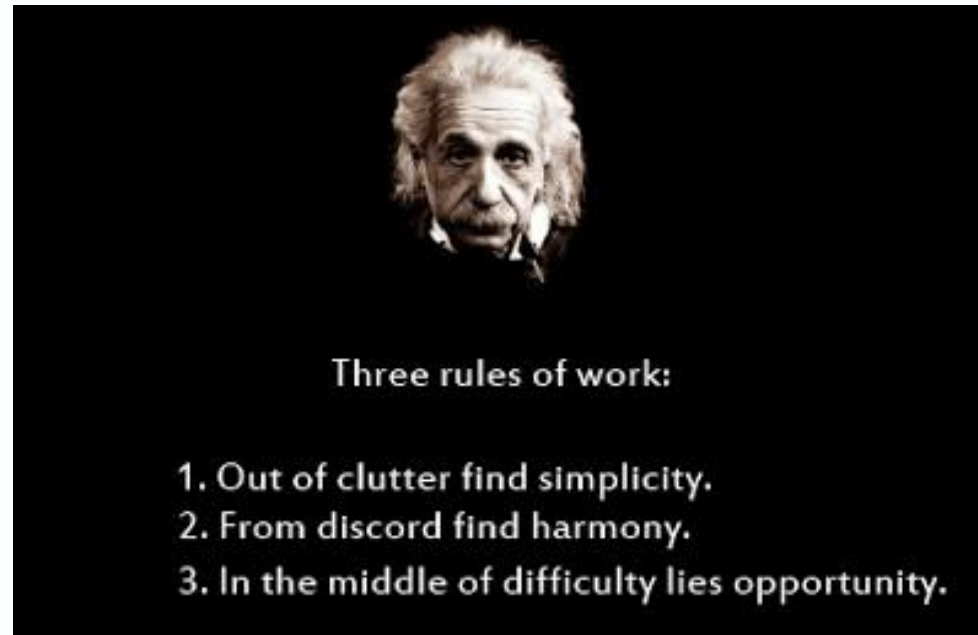 Three rules of work:
1. Out of clutter find simplicity.
2. From discord find harmony.
3. In the middle of difficulty lies opportunity.